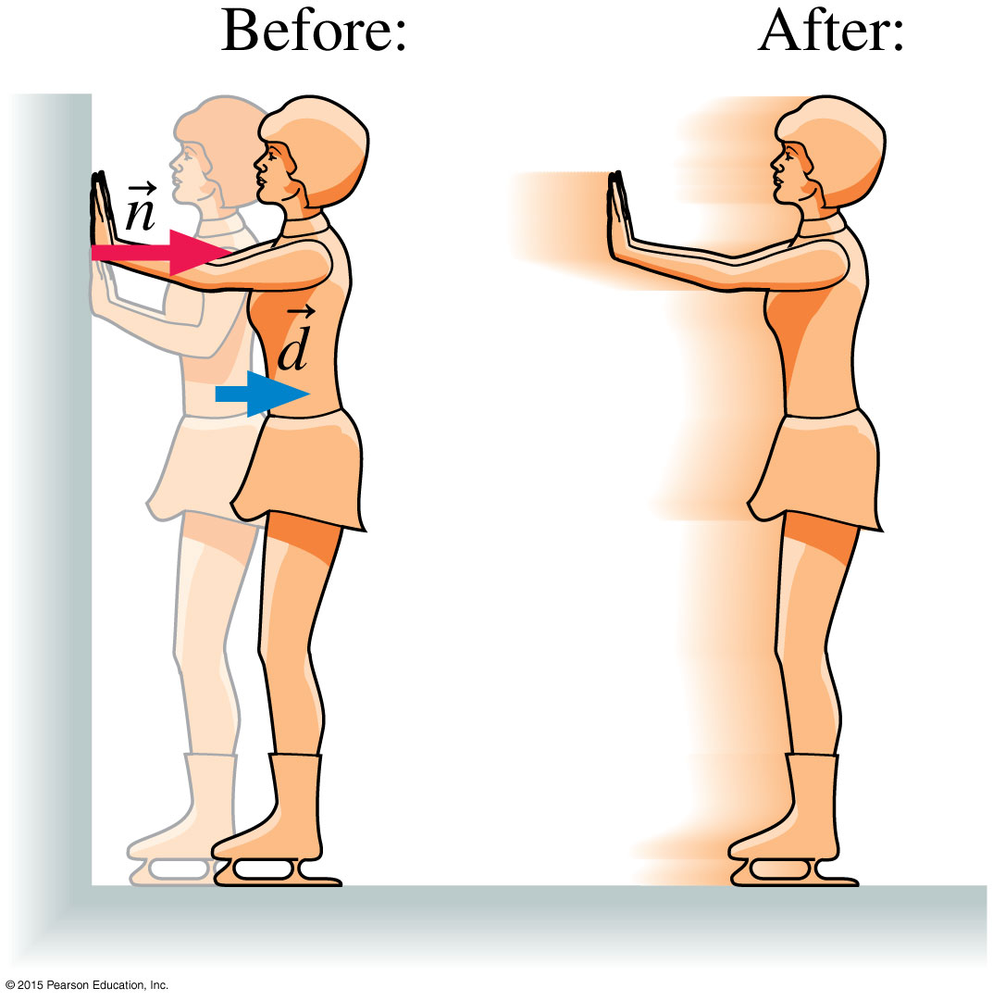 Before:
After:
n
d
© 2015 Pearson Education, Inc.